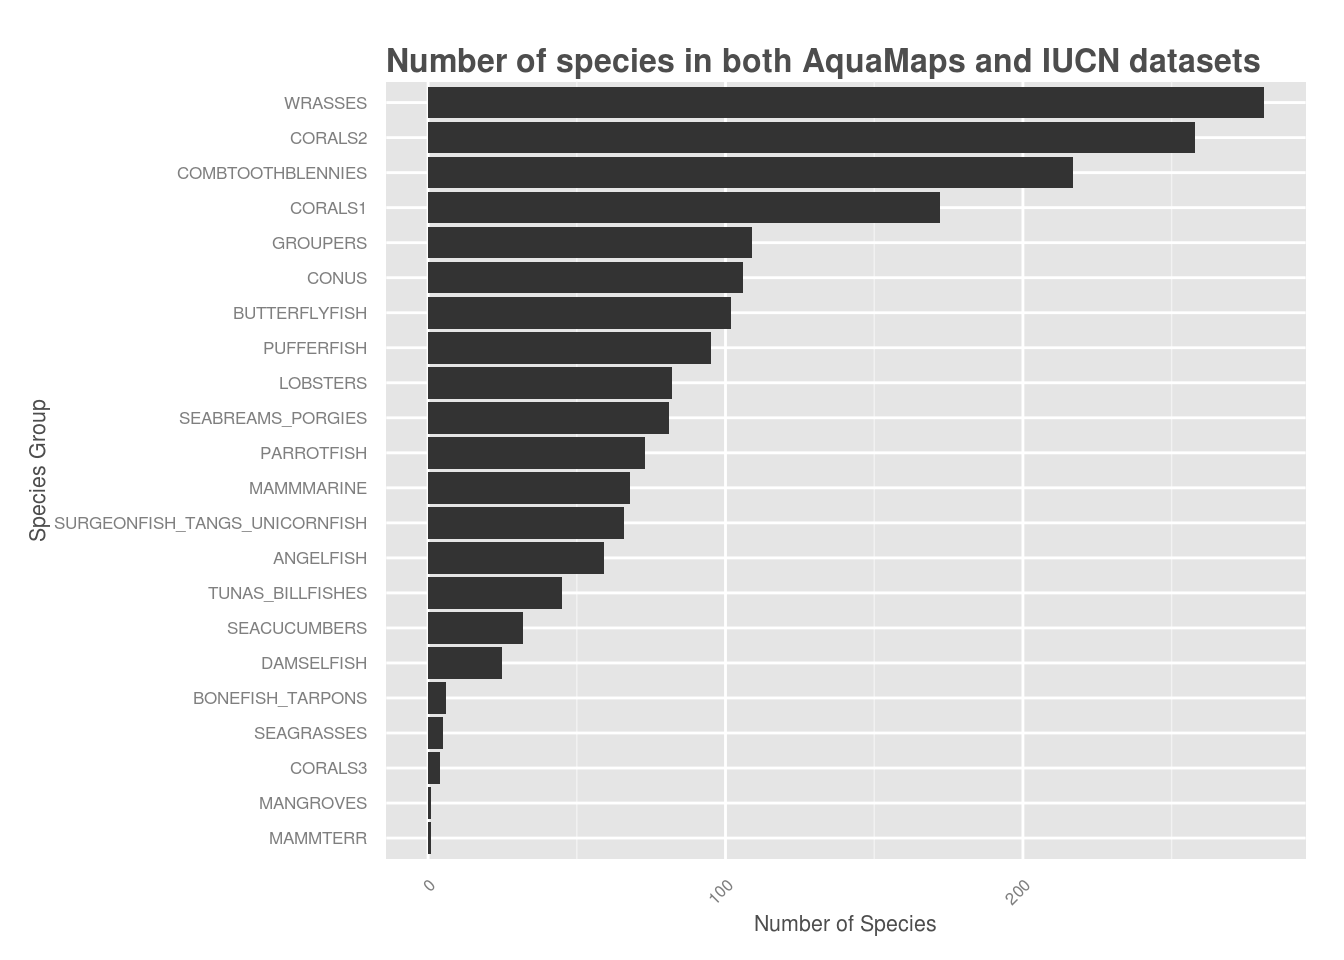 Number of species in both AquaMaps and IUCN datasets
WRASSES
CORALS2
COMBTOOTHBLENNIES
CORALS1
GROUPERS
CONUS
BUTTERFLYFISH
PUFFERFISH
LOBSTERS
SEABREAMS_PORGIES
PARROTFISH
MAMMMARINE
SURGEONFISH_TANGS_UNICORNFISH
ANGELFISH
TUNAS_BILLFISHES
SEACUCUMBERS
DAMSELFISH
BONEFISH_TARPONS
SEAGRASSES
CORALS3
MANGROVES
MAMMTERR
Species Group
0
100
200
Number of Species